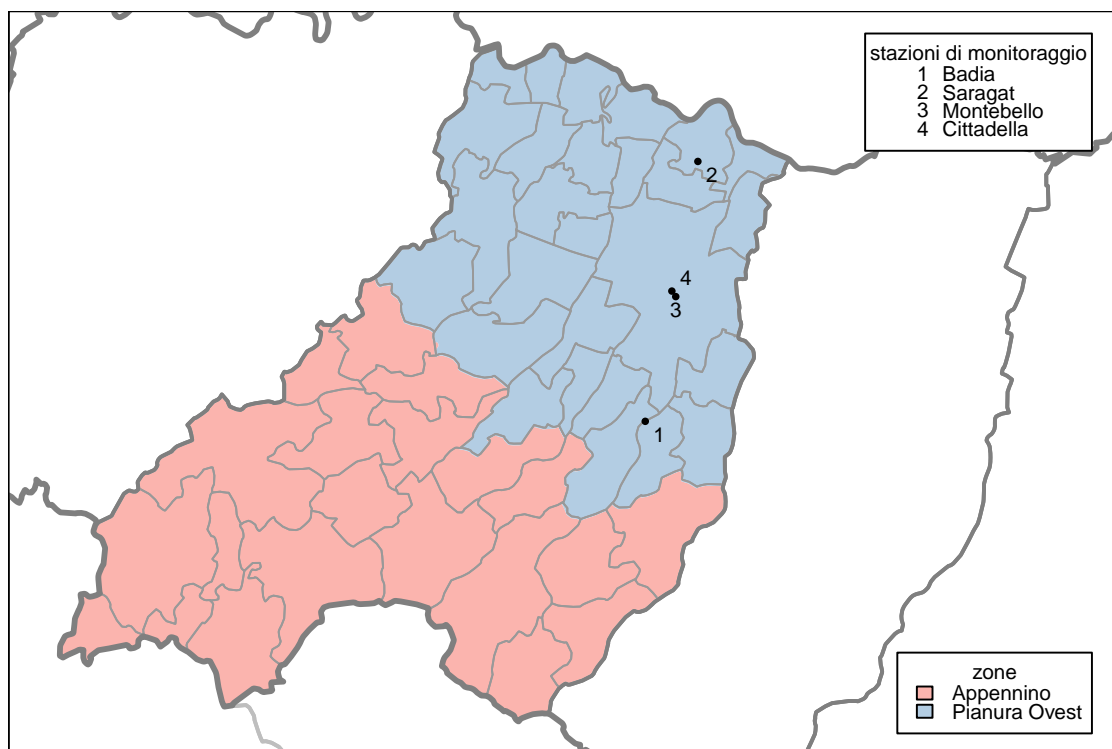 stazioni di monitoraggio
1 Badia
2 Saragat
3 Montebello
4 Cittadella
2
4
3
1
zone
Appennino
Pianura Ovest